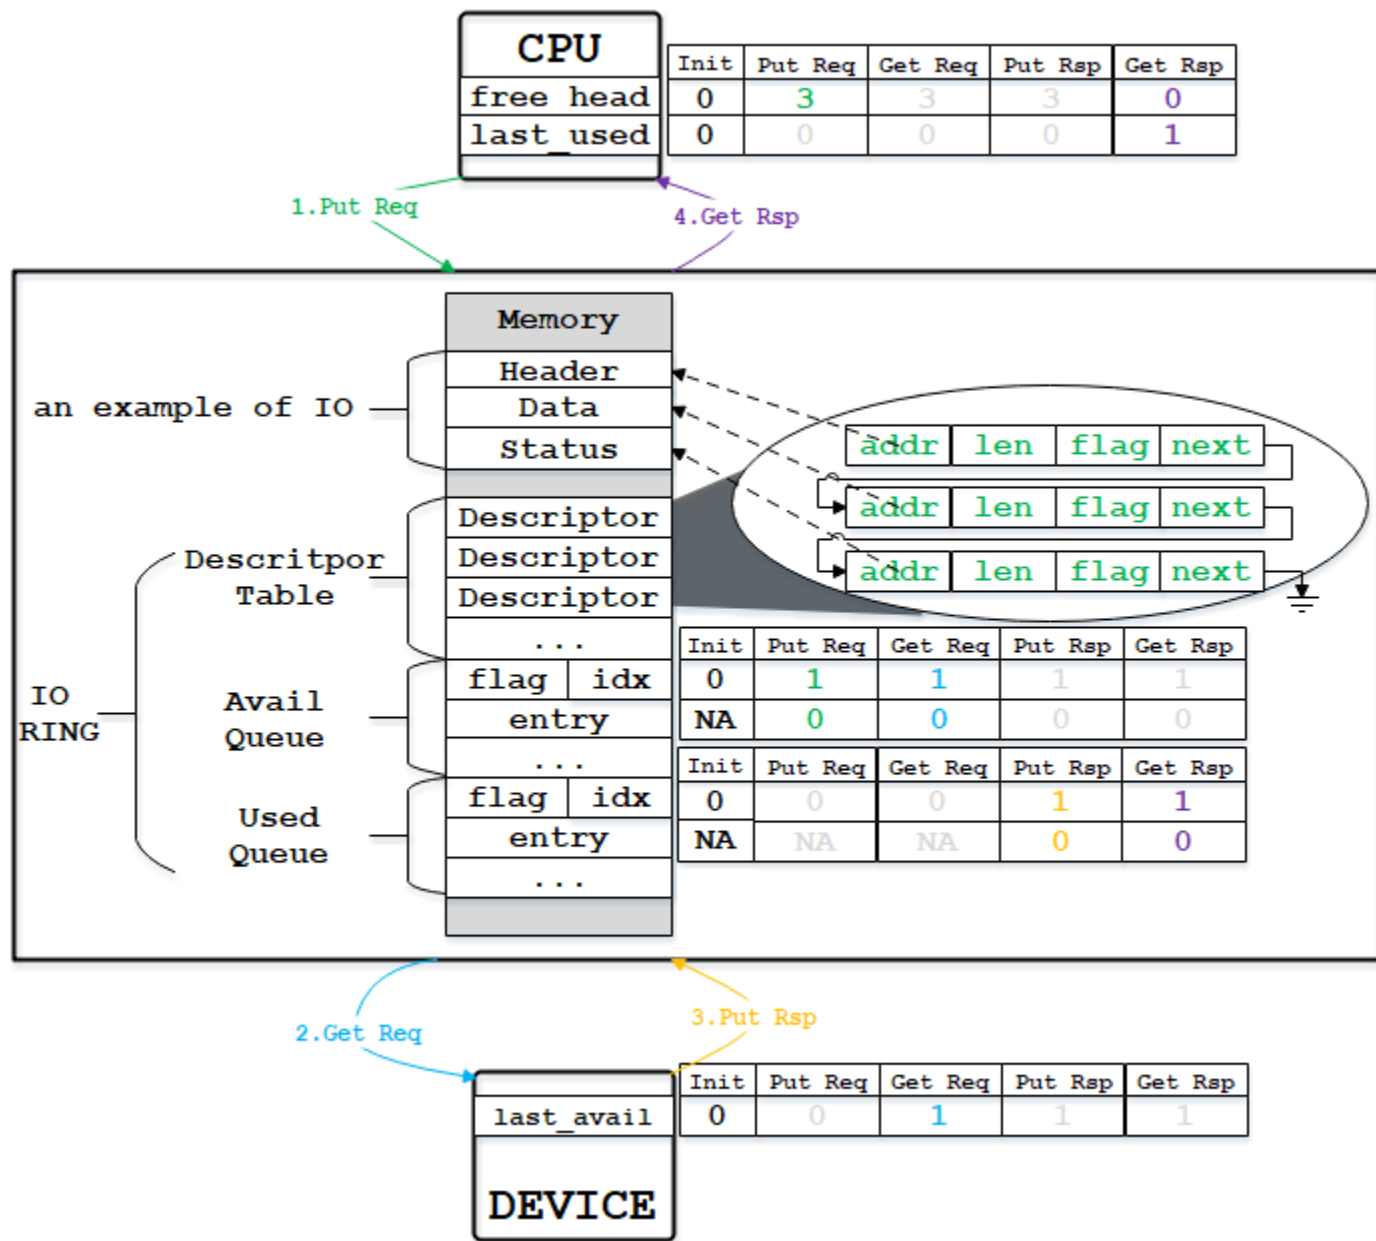 CPU
Init Put Req Get Req Put Rsp Get Rsp
free head 0 3 3 3 0
last_used 0 0 0 0 1
1.Put Req
4.Get Rsp
Memory
Header
an example of IO
Data
Status
addr len flag next
addr len flag next
addr len flag next
Descriptor
Descriptor
Descriptor
...
Descritpor
Table
Init Put Req Get Req Put Rsp Get Rsp
flag idx 0 1 1 1 1
entry NA 0 0 0 0
...
Avail
Queue
IO
RING
Init Put Req Get Req Put Rsp Get Rsp
flag idx 0 0 0 1 1
entry NA NA NA 0 0
...
Used
Queue
2.Get Req
3.Put Rsp
Init Put Req Get Req Put Rsp Get Rsp
last_avail 0 0 1 1 1
DEVICE